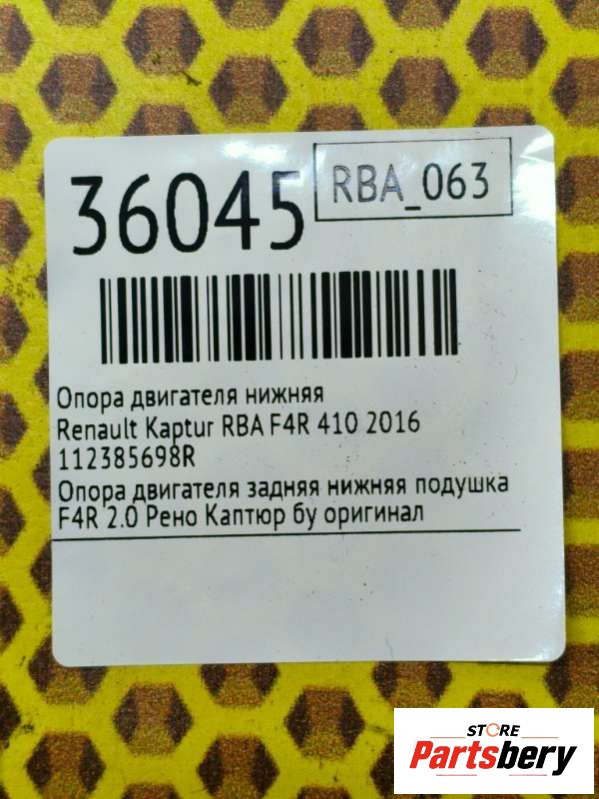 36045
RBA_063
Опора двигателя нижняя
Renault Kaptur RBA F4R 410 2016
112385698R
Опора двигателя задняя нижняя подушка
F4R 2.0 Рено Каптюр бу оригинал
STORE
Partsbery